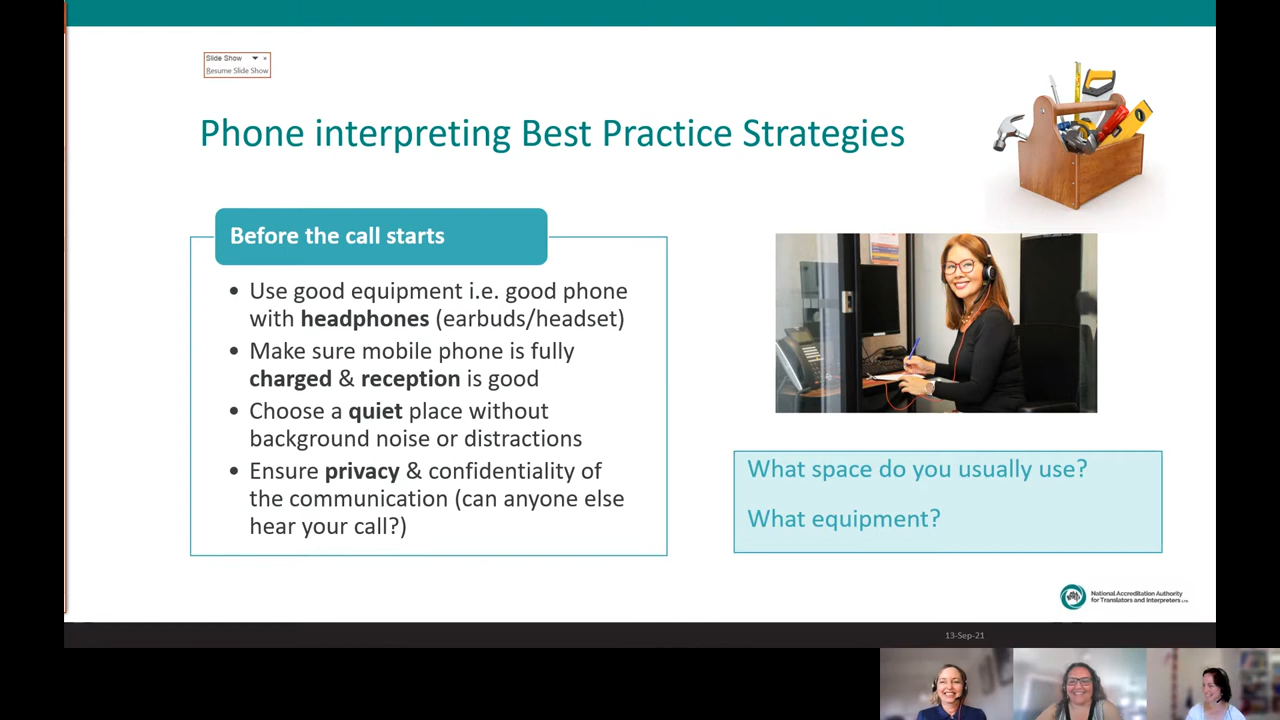 Slide Show
Resume Slide Show
Phone interpreting Best Practice Strategies
Before the call starts
• Use good equipment i.e. good phone
with headphones (earbuds/headset)
• Make sure mobile phone is fully
charged & reception is good
• Choose a quiet place without
background noise or distractions
• Ensure privacy & confidentiality of
the communication (can anyone else
hear your call?)
What space do you usually use?
What equipment?
National Accreditation Authority
for Translators and Interpreters LTD
13-Sep-21